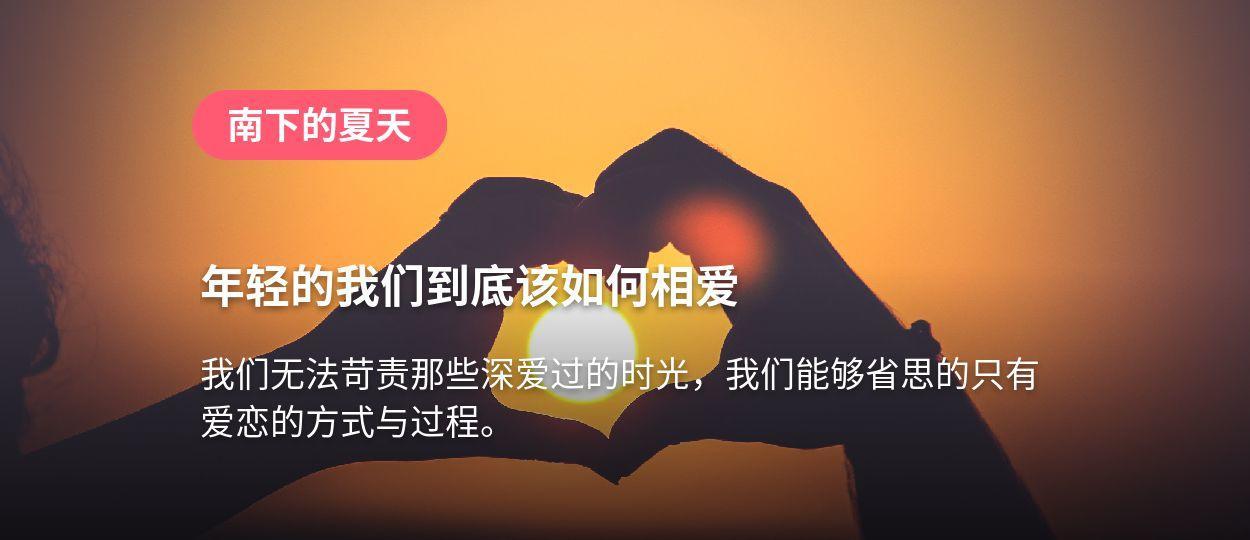 南下的夏天
年轻的我们到底该如何相爱
我们无法苛责那些深爱过的时光，我们能够省思的只有
爱恋的方式与过程。